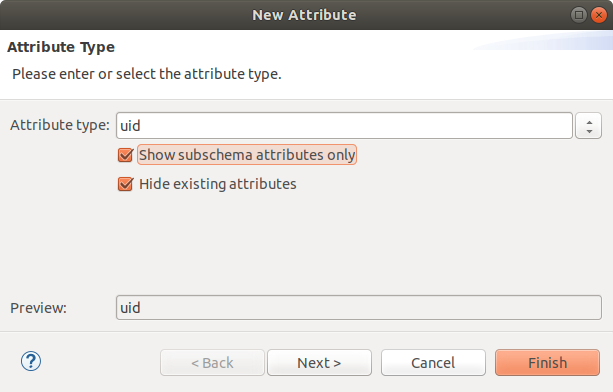 New Attribute
Attribute Type
Please enter or select the attribute type.
Attribute type: uid
Show subschema attributes only
Hide existing attributes
Preview: uid
? < Back Next > Cancel Finish